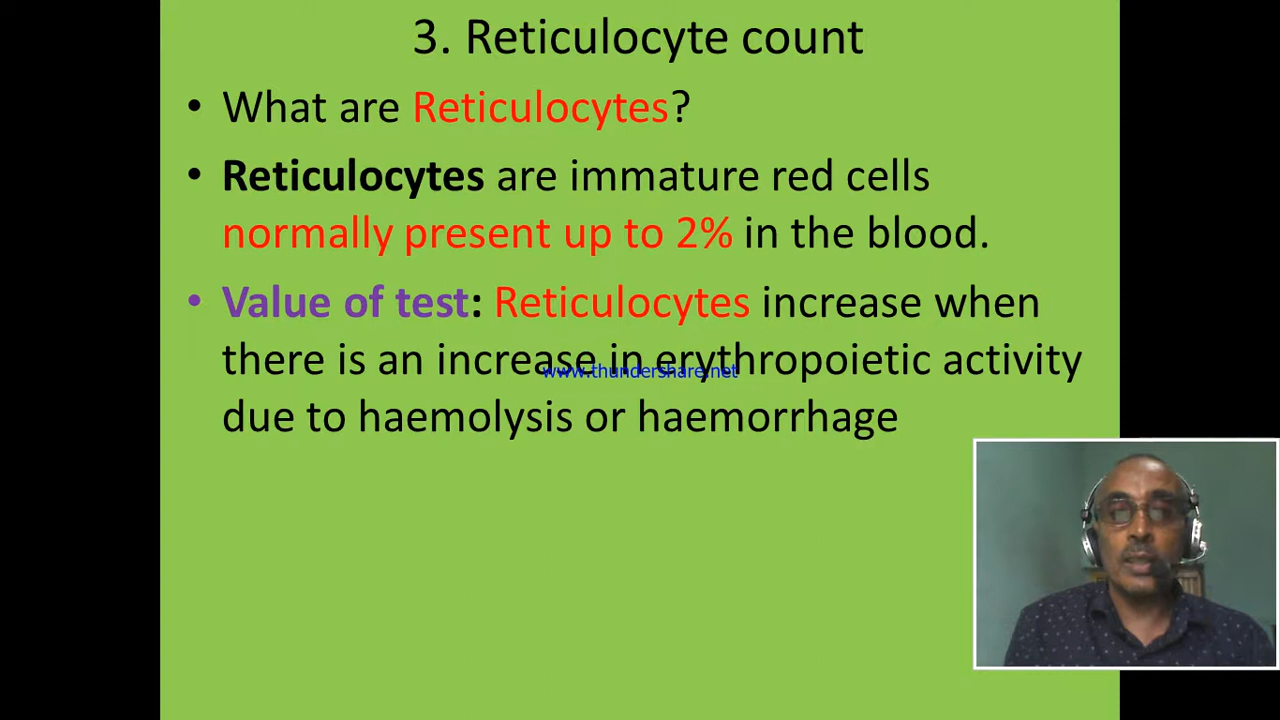 3. Reticulocyte count
• What are Reticulocytes?
• Reticulocytes are immature red cells
normally present up to 2% in the blood.
• Value of test: Reticulocytes increase when
there is an increase in erythropoietic activity
www.thundershare.net
due to haemolysis or haemorrhage